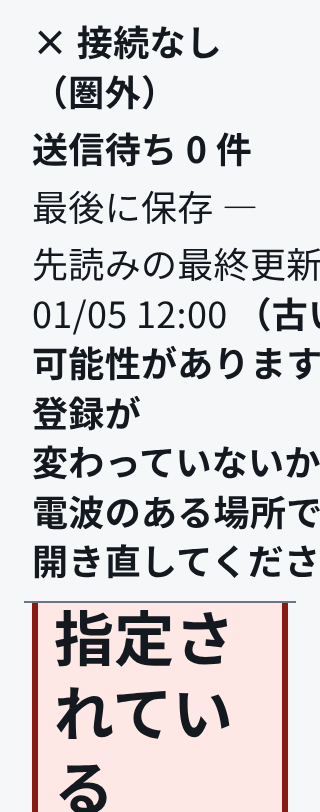 × 接続なし
（圏外）
送信待ち 0 件
最後に保存 —
先読みの最終更新
01/05 12:00 （古い
可能性があります
登録が
変わっていないか
電波のある場所で
開き直してくださ
指定さ
れてい
る